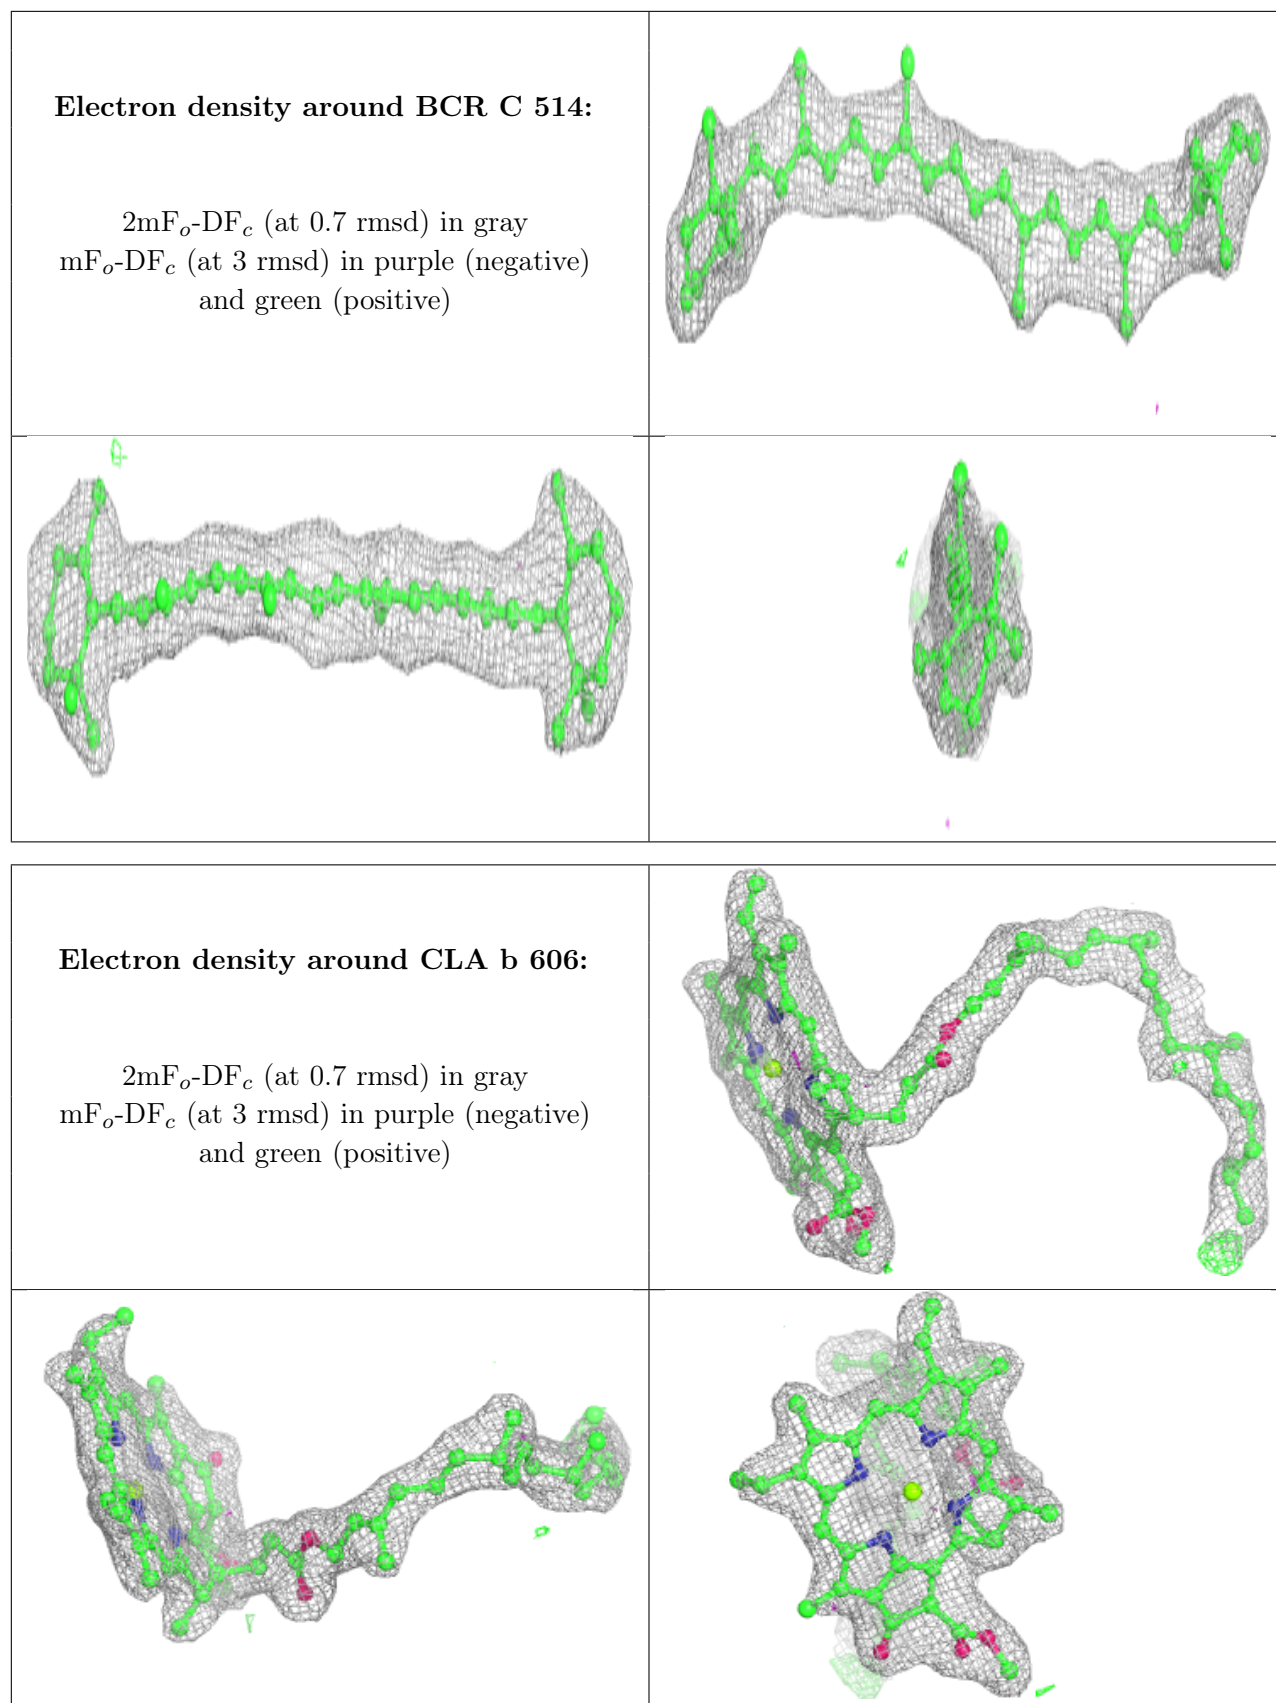 Electron density around BCR C 514:
2mFo-DFc (at 0.7 rmsd) in gray
mFo-DFc (at 3 rmsd) in purple (negative)
and green (positive)
Electron density around CLA b 606:
2mFo-DFc (at 0.7 rmsd) in gray
mFo-DFc (at 3 rmsd) in purple (negative)
and green (positive)